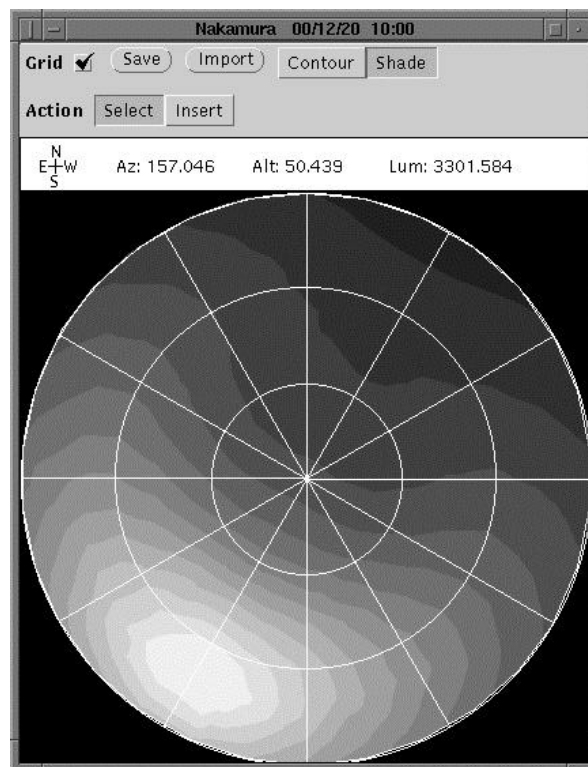 Nakamura 00/12/20 10:00
Grid Save Import Contour Shade
Action Select Insert
N
E W Az: 157.046 Alt: 50.439 Lum: 3301.584
S